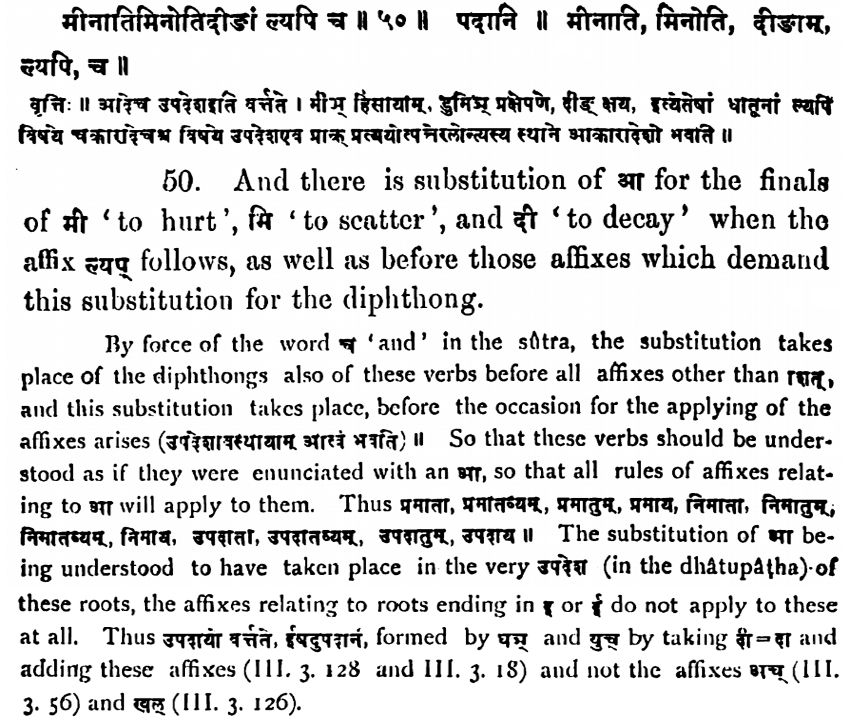 मीनातिमिनोतिदीङां ल्यपि च ॥ ५० ॥ पदानि ॥ मीनाति, मिनोति, दीङाम्,
ल्यपि, च ॥
वृत्तिः ॥ आदेच उपदेशइति वर्त्तते । मीञ् हिंसायाम्, डुमिञ् प्रक्षेपणे, दीङ् क्षय, इत्येतेषां धातूनां ल्यपि
विषये चकारादेचश्च विषये उपदेशएव प्राक् प्रत्ययोत्पत्तेरलोन्त्यस्य स्थाने आकारादेशो भवति ॥
50. And there is substitution of आ for the finals
of मी 'to hurt', मि 'to scatter', and दी 'to decay' when the
affix ल्यप् follows, as well as before those affixes which demand
this substitution for the diphthong.
By force of the word च 'and' in the sûtra, the substitution takes
place of the diphthongs also of these verbs before all affixes other than शित्,
and this substitution takes place, before the occasion for the applying of the
affixes arises (उपदेशावस्थायाम् आत्त्वं भवति) ॥ So that these verbs should be under-
stood as if they were enunciated with an आ, so that all rules of affixes relat-
ing to आ will apply to them. Thus प्रमाता, प्रमातव्यम्, प्रमातुम्, प्रमाय, निमाता, निमातुम्,
निमातव्यम्, निमाय, उपदाता, उपदातव्यम्, उपदातुम्, उपदाय ॥ The substitution of आ be-
ing understood to have taken place in the very उपदेश (in the dhâtupâṭha) of
these roots, the affixes relating to roots ending in इ or ई do not apply to these
at all. Thus उपदायो वर्त्तते, ईषदुपदानं, formed by घञ् and युच् by taking दी = दा and
adding these affixes (III. 3. 128 and III. 3. 18) and not the affixes अच् (III.
3. 56) and खल् (III. 3. 126).